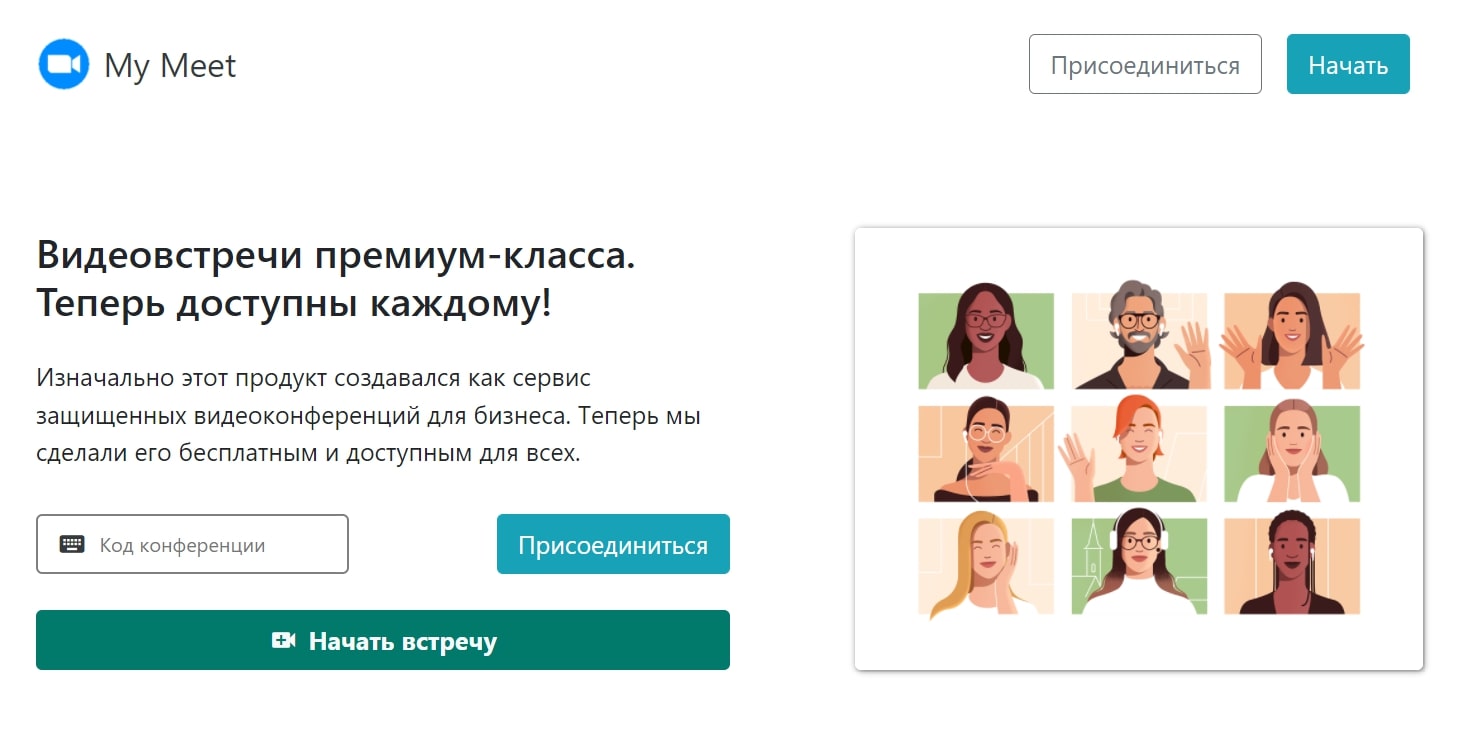 My Meet
Присоединиться
Начать
Видеовстречи премиум-класса.
Теперь доступны каждому!
Изначально этот продукт создавался как сервис
защищенных видеоконференций для бизнеса. Теперь мы
сделали его бесплатным и доступным для всех.
Код конференции
Присоединиться
Начать встречу